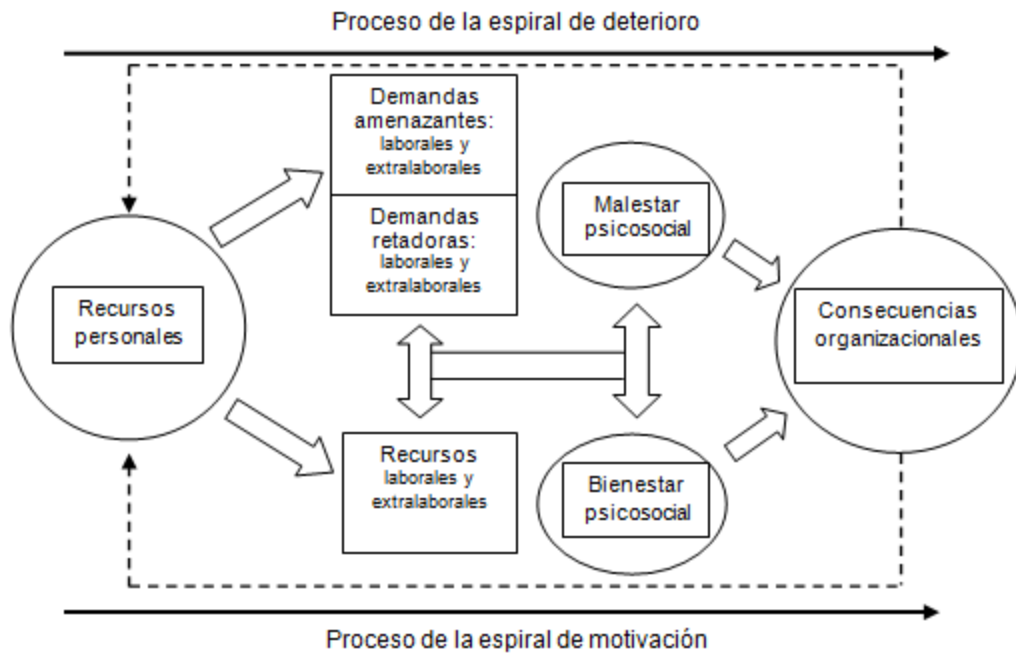 Proceso de la espiral de deterioro
Demandas
amenazantes:
laborales y
extralaborales
Demandas
retadoras:
laborales y
extralaborales
Malestar
psicosocial
Recursos
personales
Consecuencias
organizacionales
Recursos
laborales y
extralaborales
Bienestar
psicosocial
Proceso de la espiral de motivación